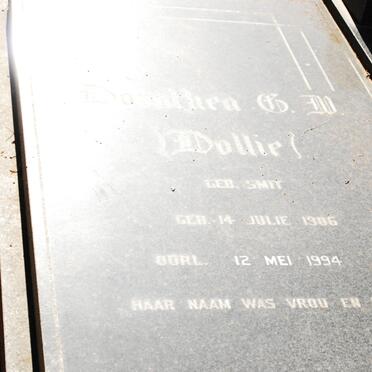 Dorothea G. W.
(Dollie)
GEB. SMIT
GEB. 14 JULIE 1906
OORL. 12 MEI 1994
HAAR NAAM WAS VROU EN